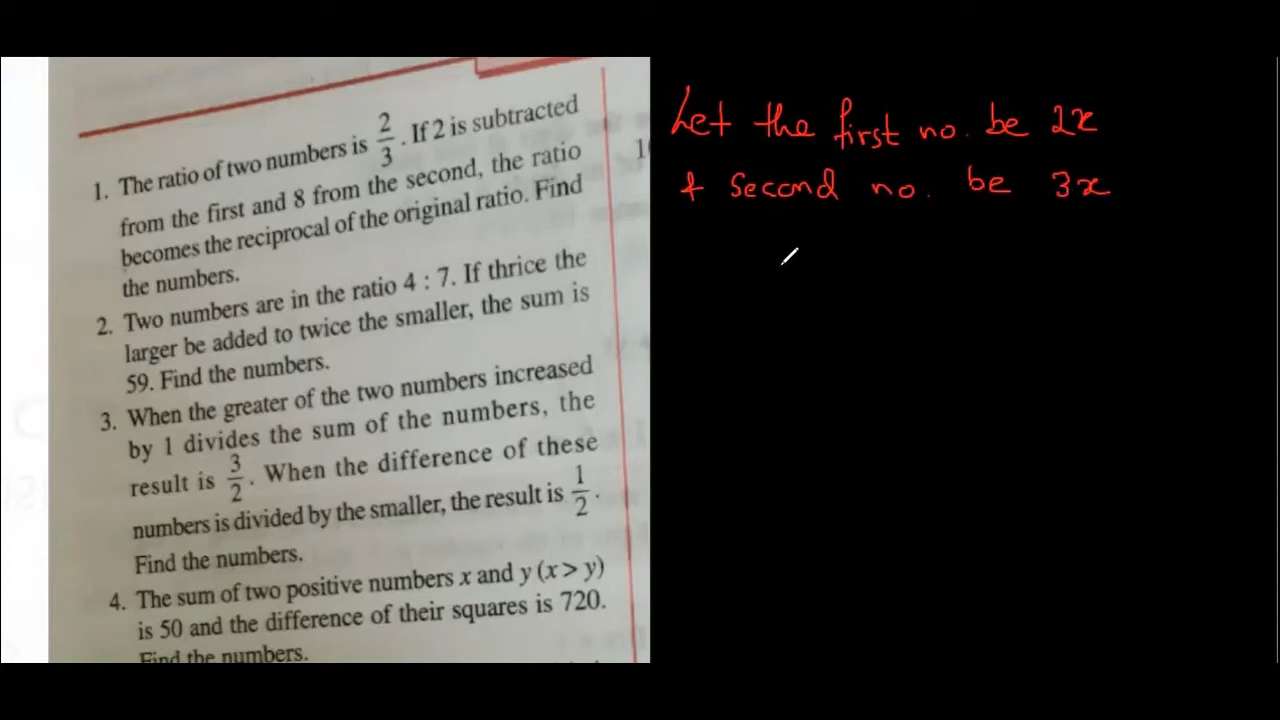 1. The ratio of two numbers is 2/3. If 2 is subtracted
from the first and 8 from the second, the ratio
becomes the reciprocal of the original ratio. Find
the numbers.
2. Two numbers are in the ratio 4 : 7. If thrice the
larger be added to twice the smaller, the sum is
59. Find the numbers.
3. When the greater of the two numbers increased
by 1 divides the sum of the numbers, the
result is 3/2. When the difference of these
numbers is divided by the smaller, the result is 1/2.
Find the numbers.
4. The sum of two positive numbers x and y (x > y)
is 50 and the difference of their squares is 720.
Find the numbers.
Let the first no. be 2x
& second no. be 3x